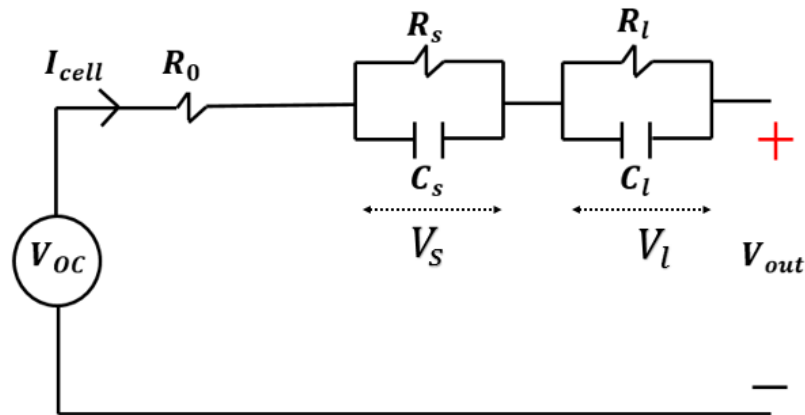 I_cell
R_0
R_s
R_l
C_s
C_l
V_s
V_l
V_OC
V_out
+
−